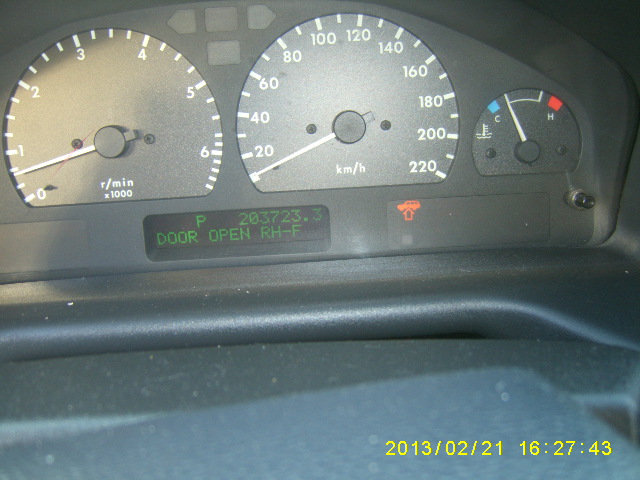 0 1 2 3 4 5 6
r/min
x1000
20 40 60 80 100 120 140 160 180 200 220
km/h
C H
P 203723.3
DOOR OPEN RH-F
2013/02/21 16:27:43